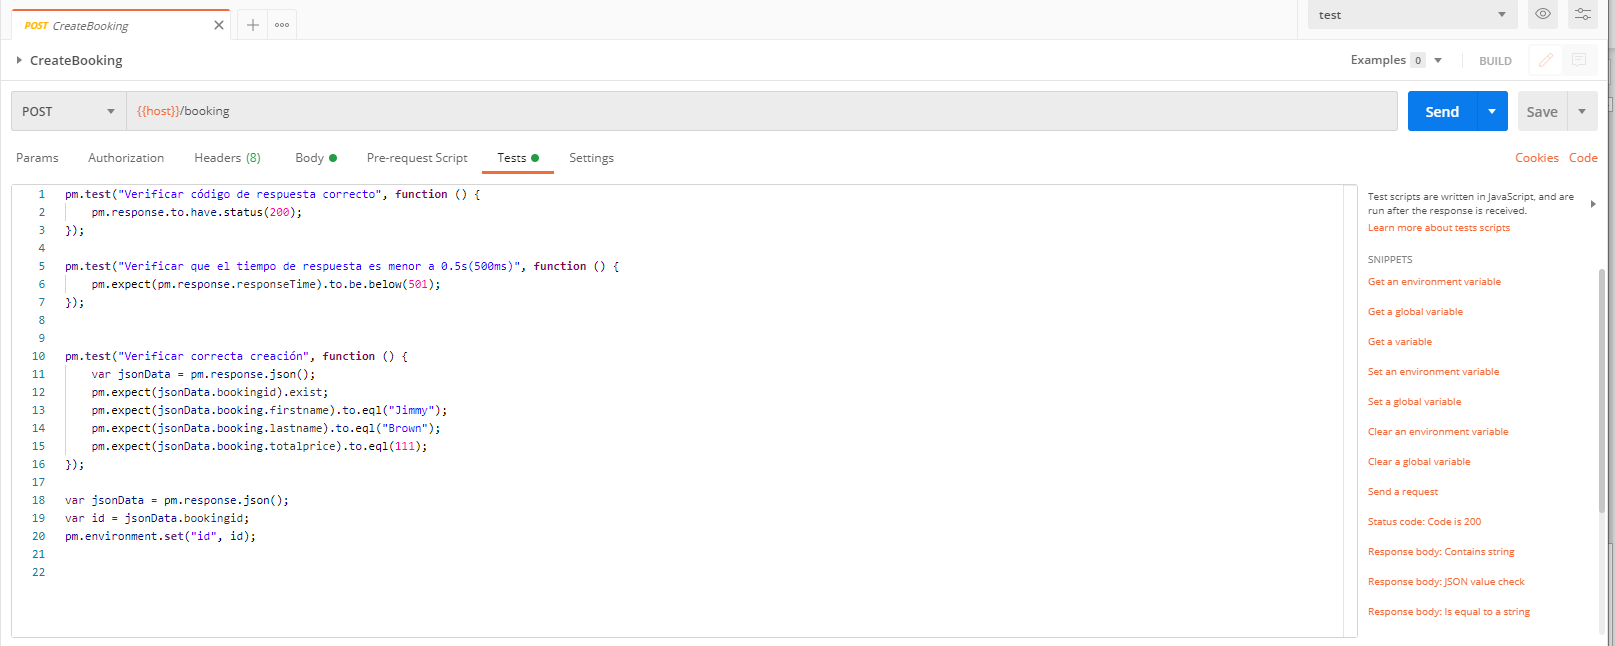 POST CreateBooking
test
CreateBooking
Examples 0
BUILD
POST
{{host}}/booking
Send
Save
Params
Authorization
Headers (8)
Body
Pre-request Script
Tests
Settings
Cookies
Code
1 pm.test("Verificar código de respuesta correcto", function () {
2 pm.response.to.have.status(200);
3 });
4
5 pm.test("Verificar que el tiempo de respuesta es menor a 0.5s(500ms)", function () {
6 pm.expect(pm.response.responseTime).to.be.below(501);
7 });
8
9
10 pm.test("Verificar correcta creación", function () {
11 var jsonData = pm.response.json();
12 pm.expect(jsonData.bookingid).exist;
13 pm.expect(jsonData.booking.firstname).to.eql("Jimmy");
14 pm.expect(jsonData.booking.lastname).to.eql("Brown");
15 pm.expect(jsonData.booking.totalprice).to.eql(111);
16 });
17
18 var jsonData = pm.response.json();
19 var id = jsonData.bookingid;
20 pm.environment.set("id", id);
21
22
Test scripts are written in JavaScript, and are
run after the response is received.
Learn more about tests scripts
SNIPPETS
Get an environment variable
Get a global variable
Get a variable
Set an environment variable
Set a global variable
Clear an environment variable
Clear a global variable
Send a request
Status code: Code is 200
Response body: Contains string
Response body: JSON value check
Response body: Is equal to a string